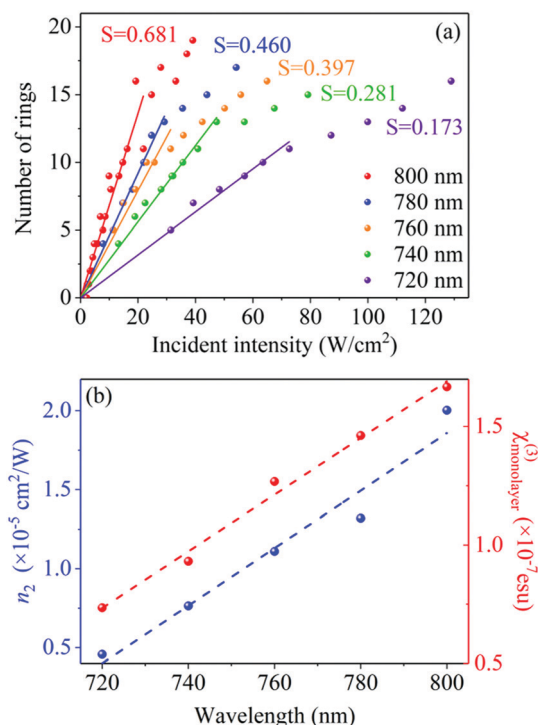 (a)
S=0.681
S=0.460
S=0.397
S=0.281
S=0.173
20
15
10
5
0
Number of rings
800 nm
780 nm
760 nm
740 nm
720 nm
0 20 40 60 80 100 120
Incident intensity (W/cm²)
(b)
2.0
1.5
1.0
0.5
n₂ (×10⁻⁵ cm²/W)
1.5
1.0
0.5
χ⁽³⁾monolayer (×10⁻⁷esu)
720 740 760 780 800
Wavelength (nm)